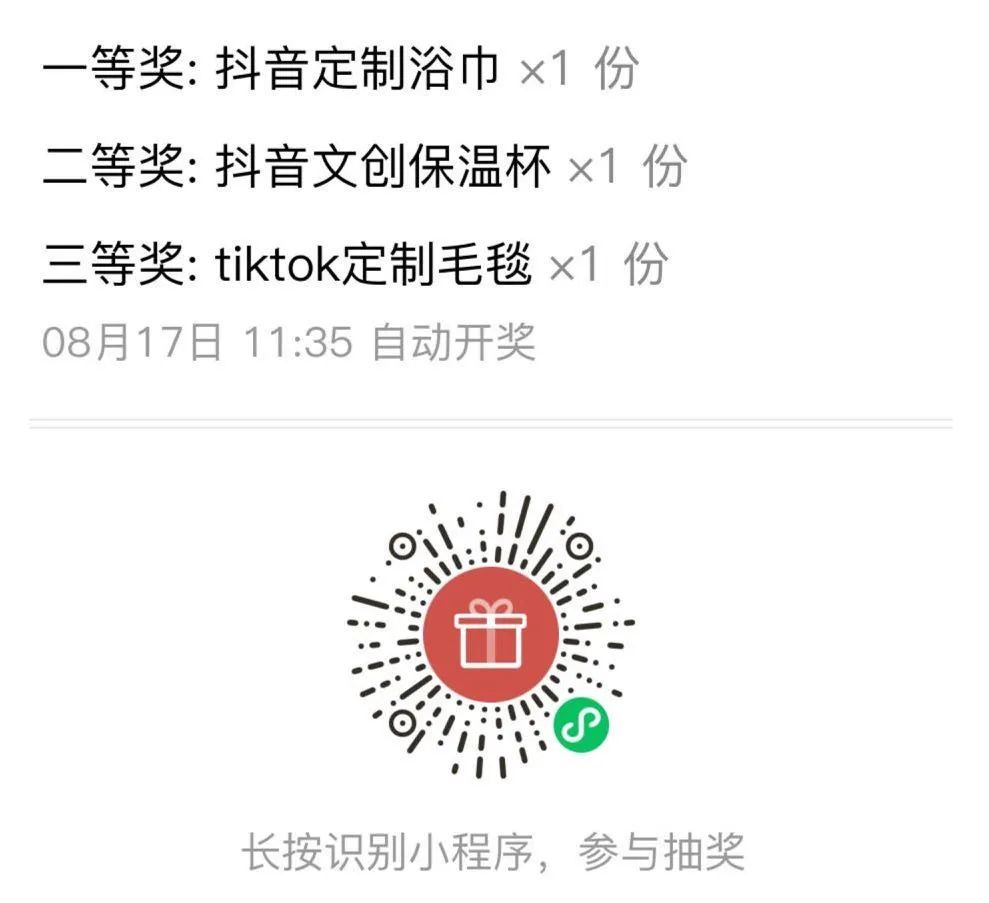 一等奖: 抖音定制浴巾 ×1 份
二等奖: 抖音文创保温杯 ×1 份
三等奖: tiktok定制毛毯 ×1 份
08月17日 11:35 自动开奖
长按识别小程序，参与抽奖